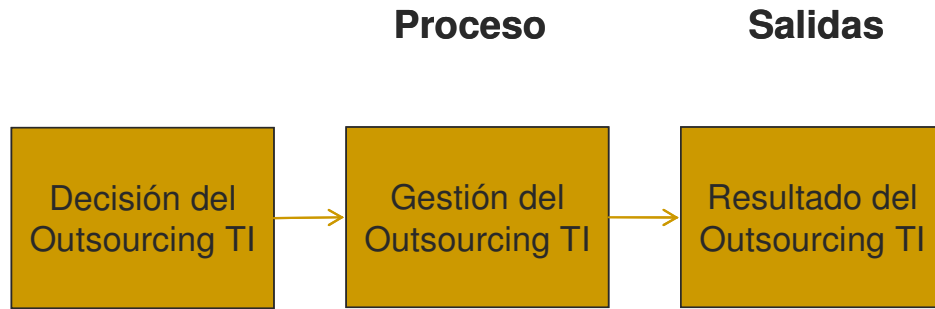 Proceso
Salidas
Decisión del
Outsourcing TI
Gestión del
Outsourcing TI
Resultado del
Outsourcing TI